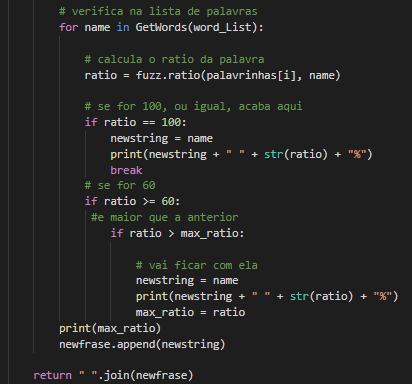 # verifica na lista de palavras
for name in GetWords(word_List):
# calcula o ratio da palavra
ratio = fuzz.ratio(palavrinhas[i], name)
# se for 100, ou igual, acaba aqui
if ratio == 100:
newstring = name
print(newstring + " " + str(ratio) + "%")
break
# se for 60
if ratio >= 60:
#e maior que a anterior
if ratio > max_ratio:
# vai ficar com ela
newstring = name
print(newstring + " " + str(ratio) + "%")
max_ratio = ratio
print(max_ratio)
newfrase.append(newstring)
return " ".join(newfrase)